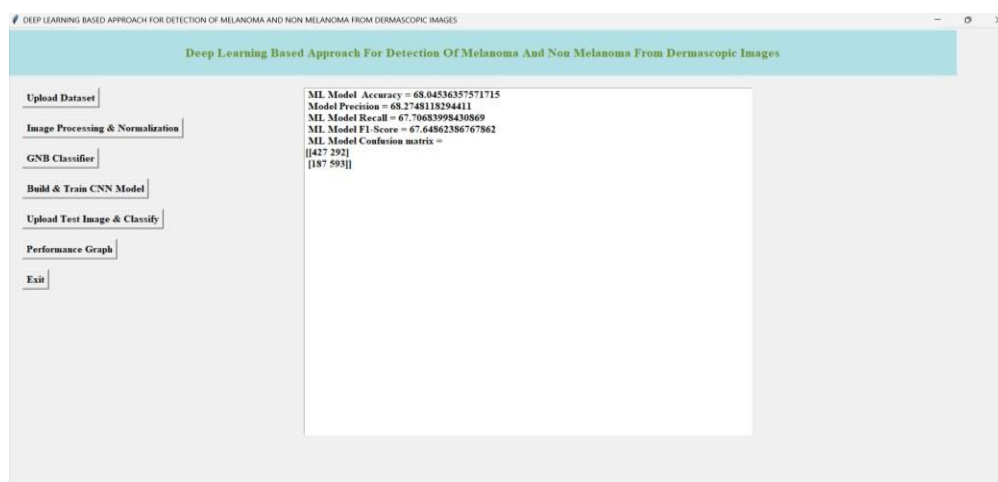 DEEP LEARNING BASED APPROACH FOR DETECTION OF MELANOMA AND NON MELANOMA FROM DERMASCOPIC IMAGES
Deep Learning Based Approach For Detection Of Melanoma And Non Melanoma From Dermascopic Images
Upload Dataset
Image Processing & Normalization
GNB Classifier
Build & Train CNN Model
Upload Test Image & Classify
Performance Graph
Exit
ML Model Accuracy = 68.04536357571715
Model Precision = 68.2748118294411
ML Model Recall = 67.70683998430869
ML Model F1-Score = 67.64862386767862
ML Model Confusion matrix =
[[427 292]
[187 593]]